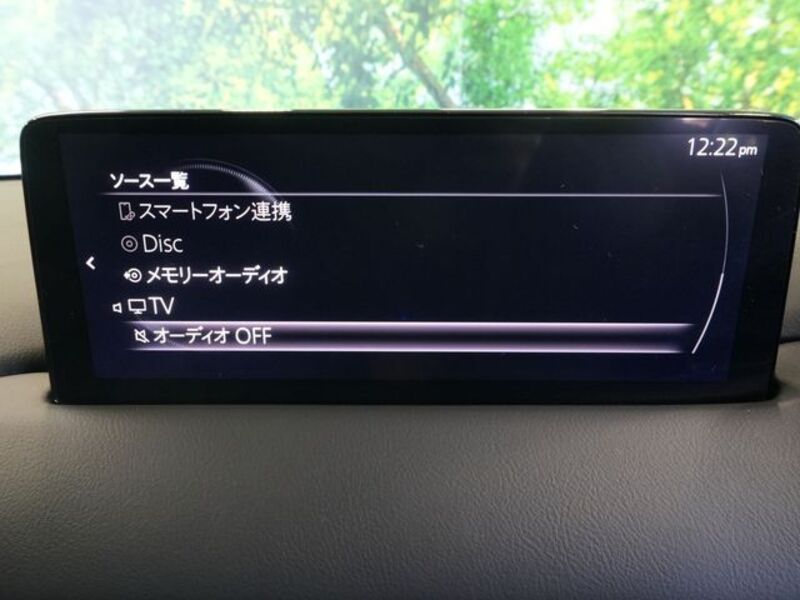 12:22pm
ソース一覧
スマートフォン連携
Disc
メモリーオーディオ
TV
オーディオ OFF